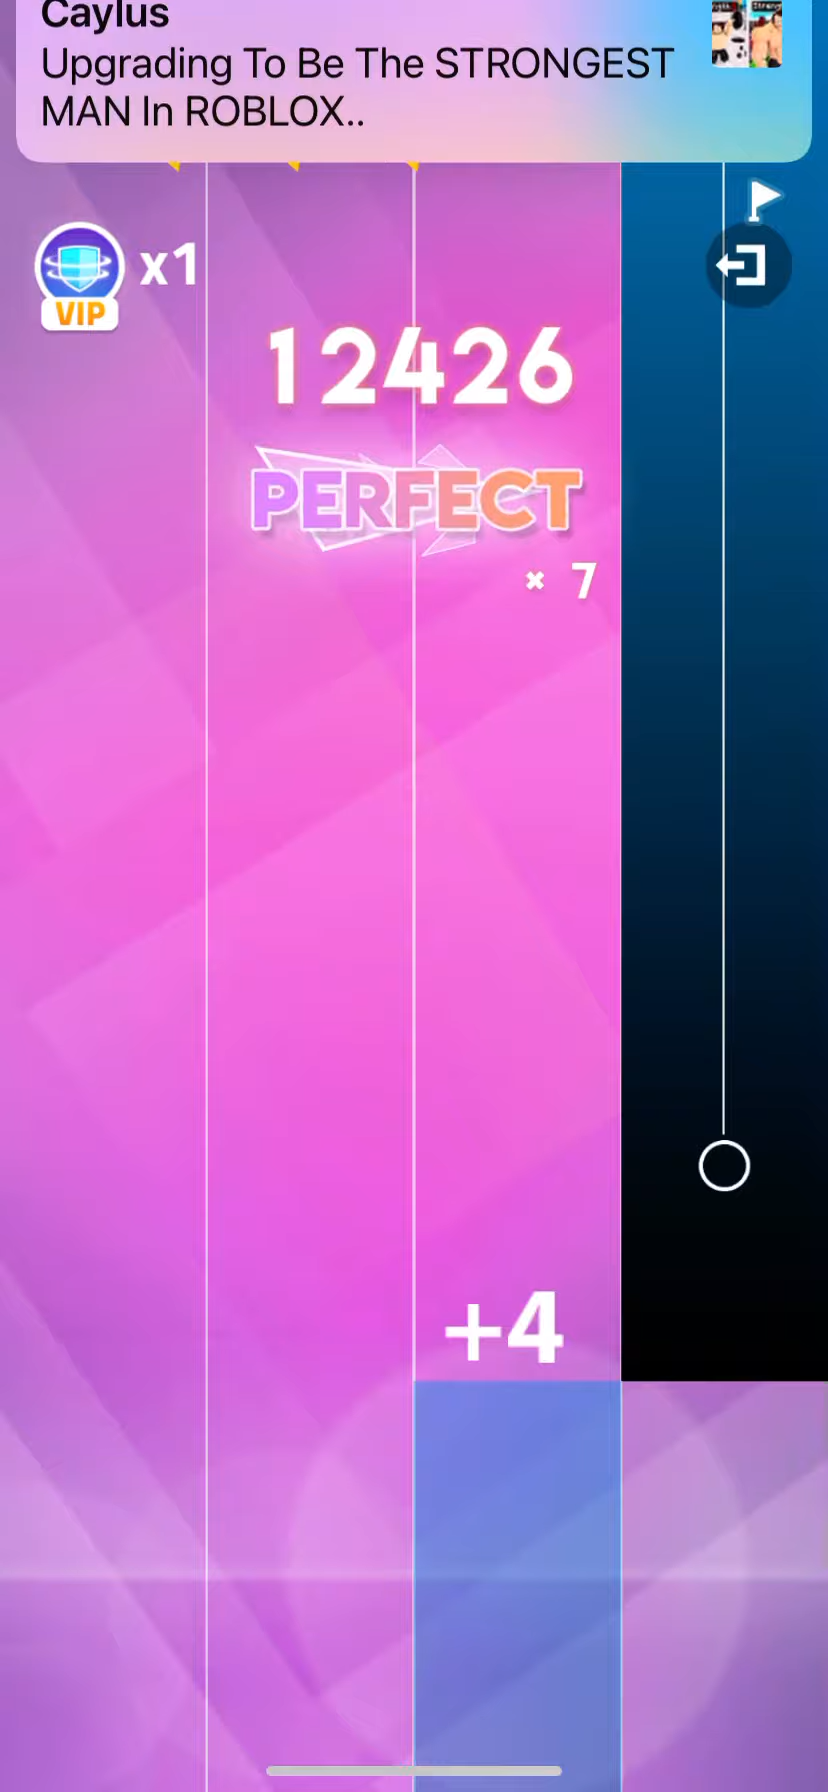 Caylus
Upgrading To Be The STRONGEST
MAN In ROBLOX..
x1
VIP
12426
PERFECT
× 7
+4